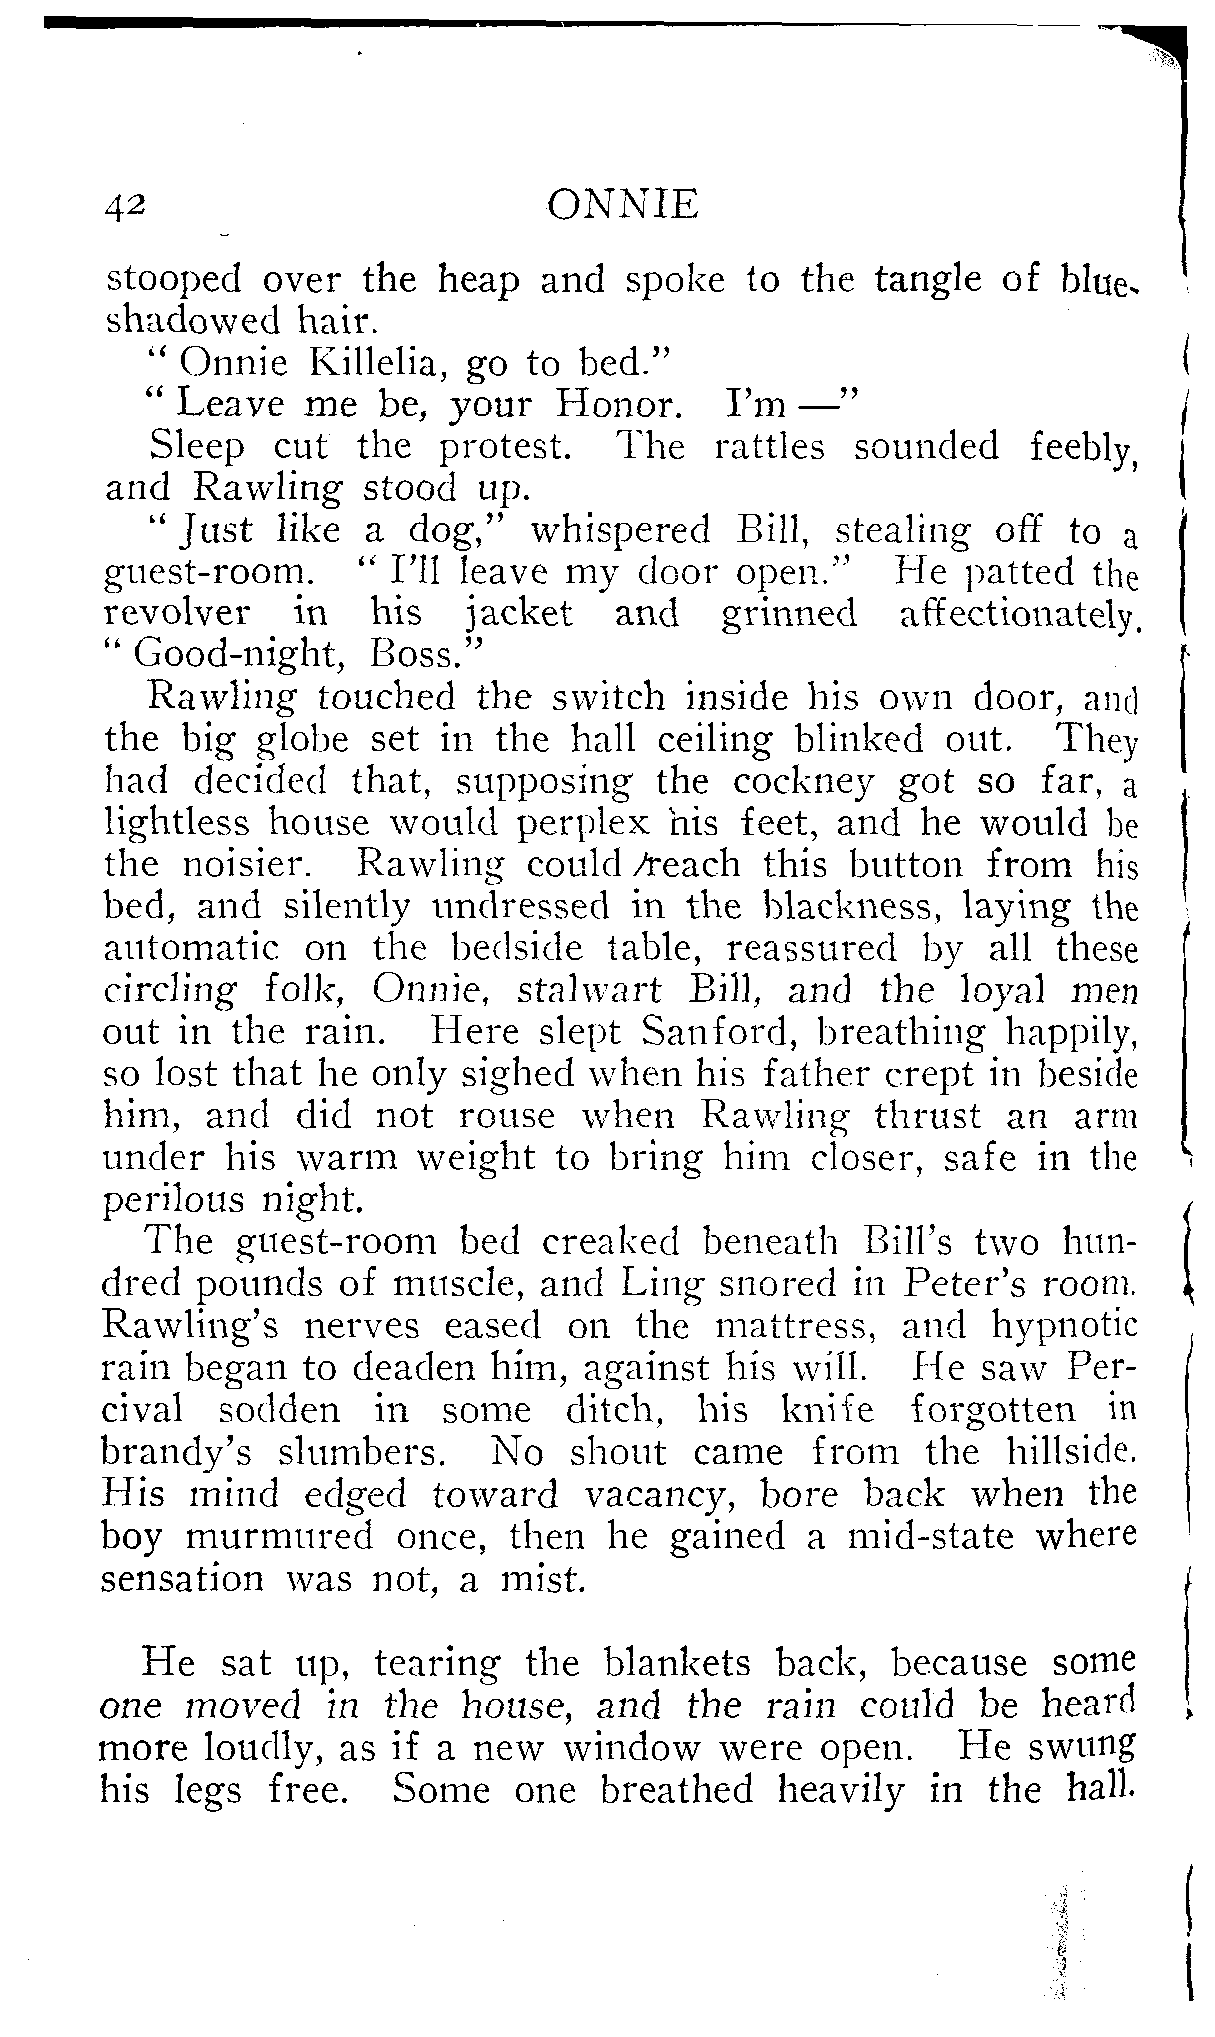 42 ONNIE
stooped over the heap and spoke to the tangle of blue-
shadowed hair.
“ Onnie Killelia, go to bed.”
“ Leave me be, your Honor. I’m —”
Sleep cut the protest. The rattles sounded feebly,
and Rawling stood up.
“ Just like a dog,” whispered Bill, stealing off to a
guest-room. “ I’ll leave my door open.” He patted the
revolver in his jacket and grinned affectionately.
“ Good-night, Boss.”
Rawling touched the switch inside his own door, and
the big globe set in the hall ceiling blinked out. They
had decided that, supposing the cockney got so far, a
lightless house would perplex his feet, and he would be
the noisier. Rawling could reach this button from his
bed, and silently undressed in the blackness, laying the
automatic on the bedside table, reassured by all these
circling folk, Onnie, stalwart Bill, and the loyal men
out in the rain. Here slept Sanford, breathing happily,
so lost that he only sighed when his father crept in beside
him, and did not rouse when Rawling thrust an arm
under his warm weight to bring him closer, safe in the
perilous night.
The guest-room bed creaked beneath Bill’s two hun-
dred pounds of muscle, and Ling snored in Peter’s room.
Rawling’s nerves eased on the mattress, and hypnotic
rain began to deaden him, against his will. He saw Per-
cival sodden in some ditch, his knife forgotten in
brandy’s slumbers. No shout came from the hillside.
His mind edged toward vacancy, bore back when the
boy murmured once, then he gained a mid-state where
sensation was not, a mist.
He sat up, tearing the blankets back, because some
one moved in the house, and the rain could be heard
more loudly, as if a new window were open. He swung
his legs free. Some one breathed heavily in the hall.